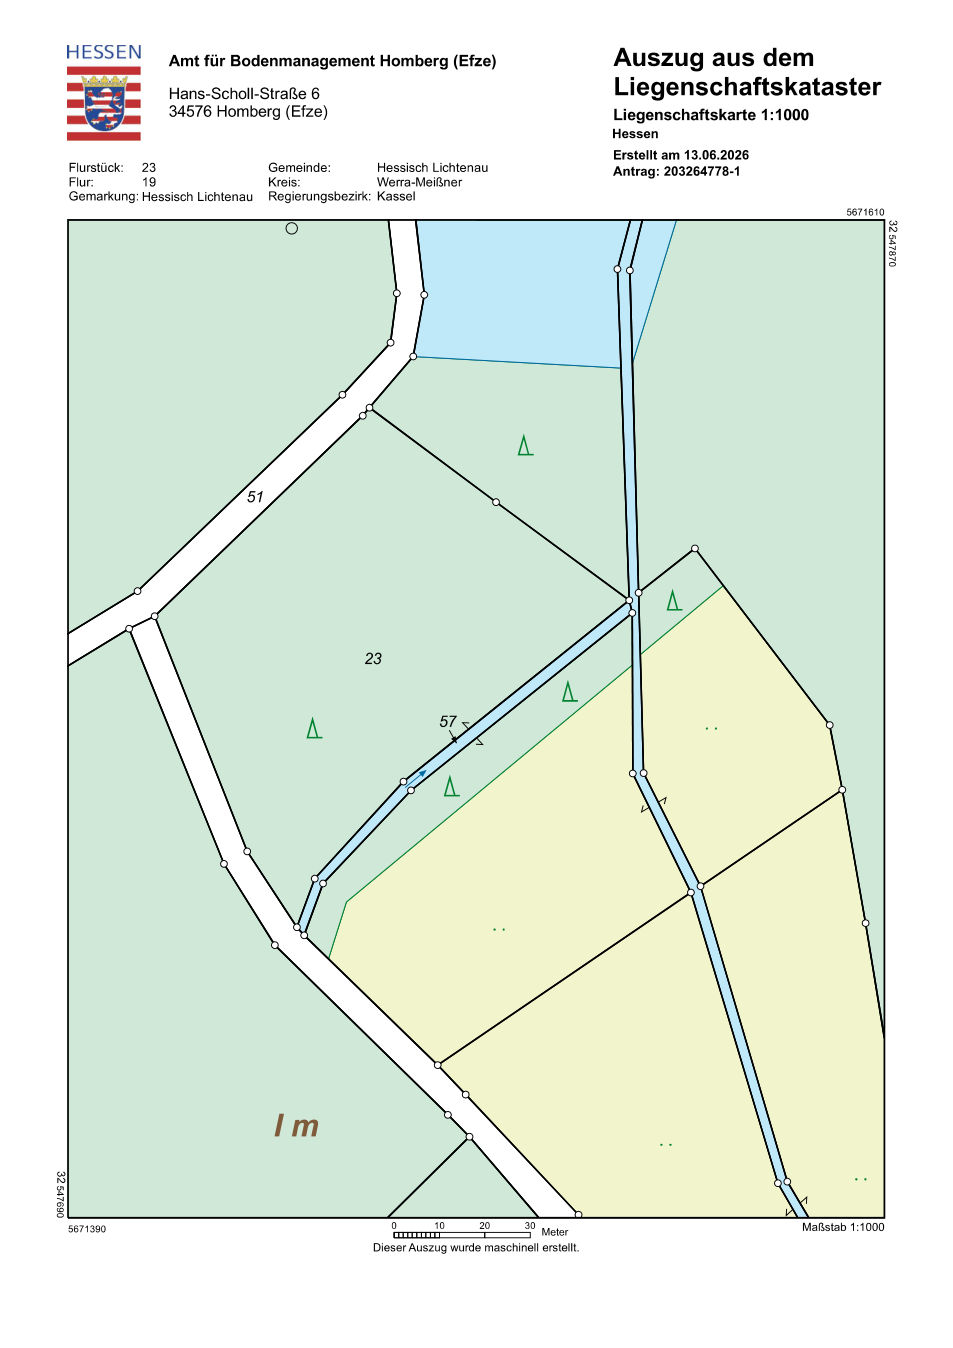 HESSEN
Amt für Bodenmanagement Homberg (Efze)
Hans-Scholl-Straße 6
34576 Homberg (Efze)
Auszug aus dem
Liegenschaftskataster
Liegenschaftskarte 1:1000
Hessen
Erstellt am 13.06.2026
Antrag: 203264778-1
Flurstück: 23 Gemeinde: Hessisch Lichtenau
Flur: 19 Kreis: Werra-Meißner
Gemarkung: Hessisch Lichtenau Regierungsbezirk: Kassel
5671610
32 547870
51
23
57
I m
32 547690
5671390
0 10 20 30 Meter
Maßstab 1:1000
Dieser Auszug wurde maschinell erstellt.